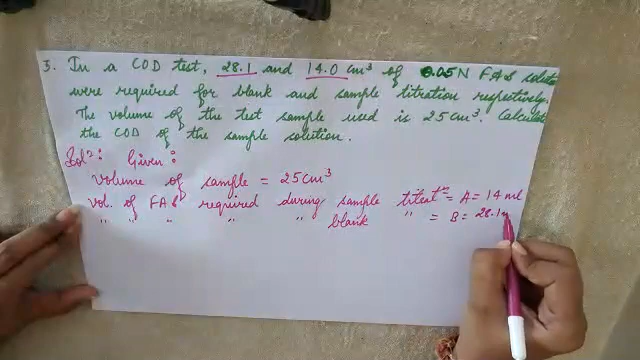 3. In a COD test, 28.1 and 14.0 cm³ of 0.05N FAS solution
were required for blank and sample titration respectively.
The volume of the test sample used is 25cm³. Calculate
the COD of the sample solution.
Solⁿ: Given:
volume of sample = 25cm³
vol. of FAS required during sample titratⁿ = A = 14 ml
" " " " " blank " = B = 28.1m